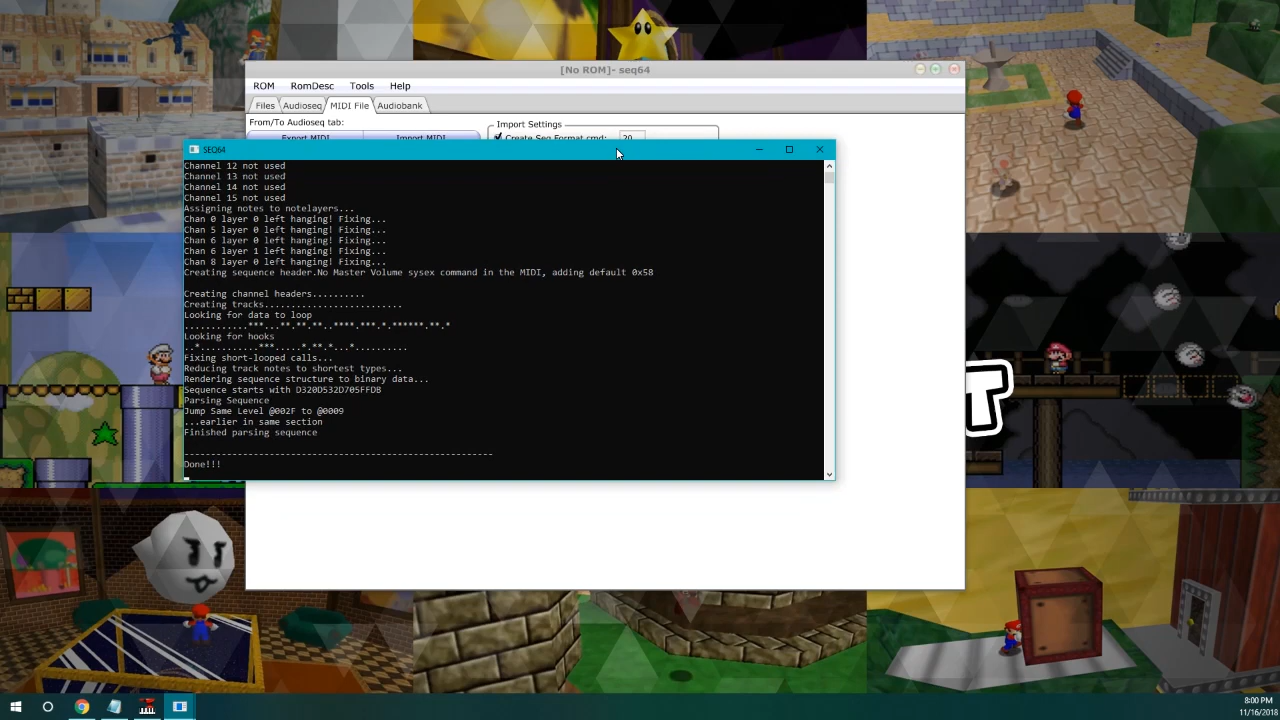 [No ROM]- seq64
ROM RomDesc Tools Help
Files Audioseq MIDI File Audiobank
From/To Audioseq tab:
Import Settings
Export MIDI Import MIDI
Create Seq Format cmd: 20
SEQ64
Channel 12 not used
Channel 13 not used
Channel 14 not used
Channel 15 not used
Assigning notes to notelayers...
Chan 0 layer 0 left hanging! Fixing...
Chan 5 layer 0 left hanging! Fixing...
Chan 6 layer 0 left hanging! Fixing...
Chan 6 layer 1 left hanging! Fixing...
Chan 8 layer 0 left hanging! Fixing...
Creating sequence header.No Master Volume sysex command in the MIDI, adding default 0x58
Creating channel headers..........
Creating tracks.......................
Looking for data to loop
............***...**.**.**..****.***.*.******.**.*
Looking for hooks
..*..........***.....*.**.*...*..........
Fixing short-looped calls...
Reducing track notes to shortest types...
Rendering sequence structure to binary data...
Sequence starts with D320D532D705FFDB
Parsing Sequence
Jump Same Level @002F to @0009
...earlier in same section
Finished parsing sequence
-------------------------------------------------------
Done!!!
T
8:00 PM
11/16/2018